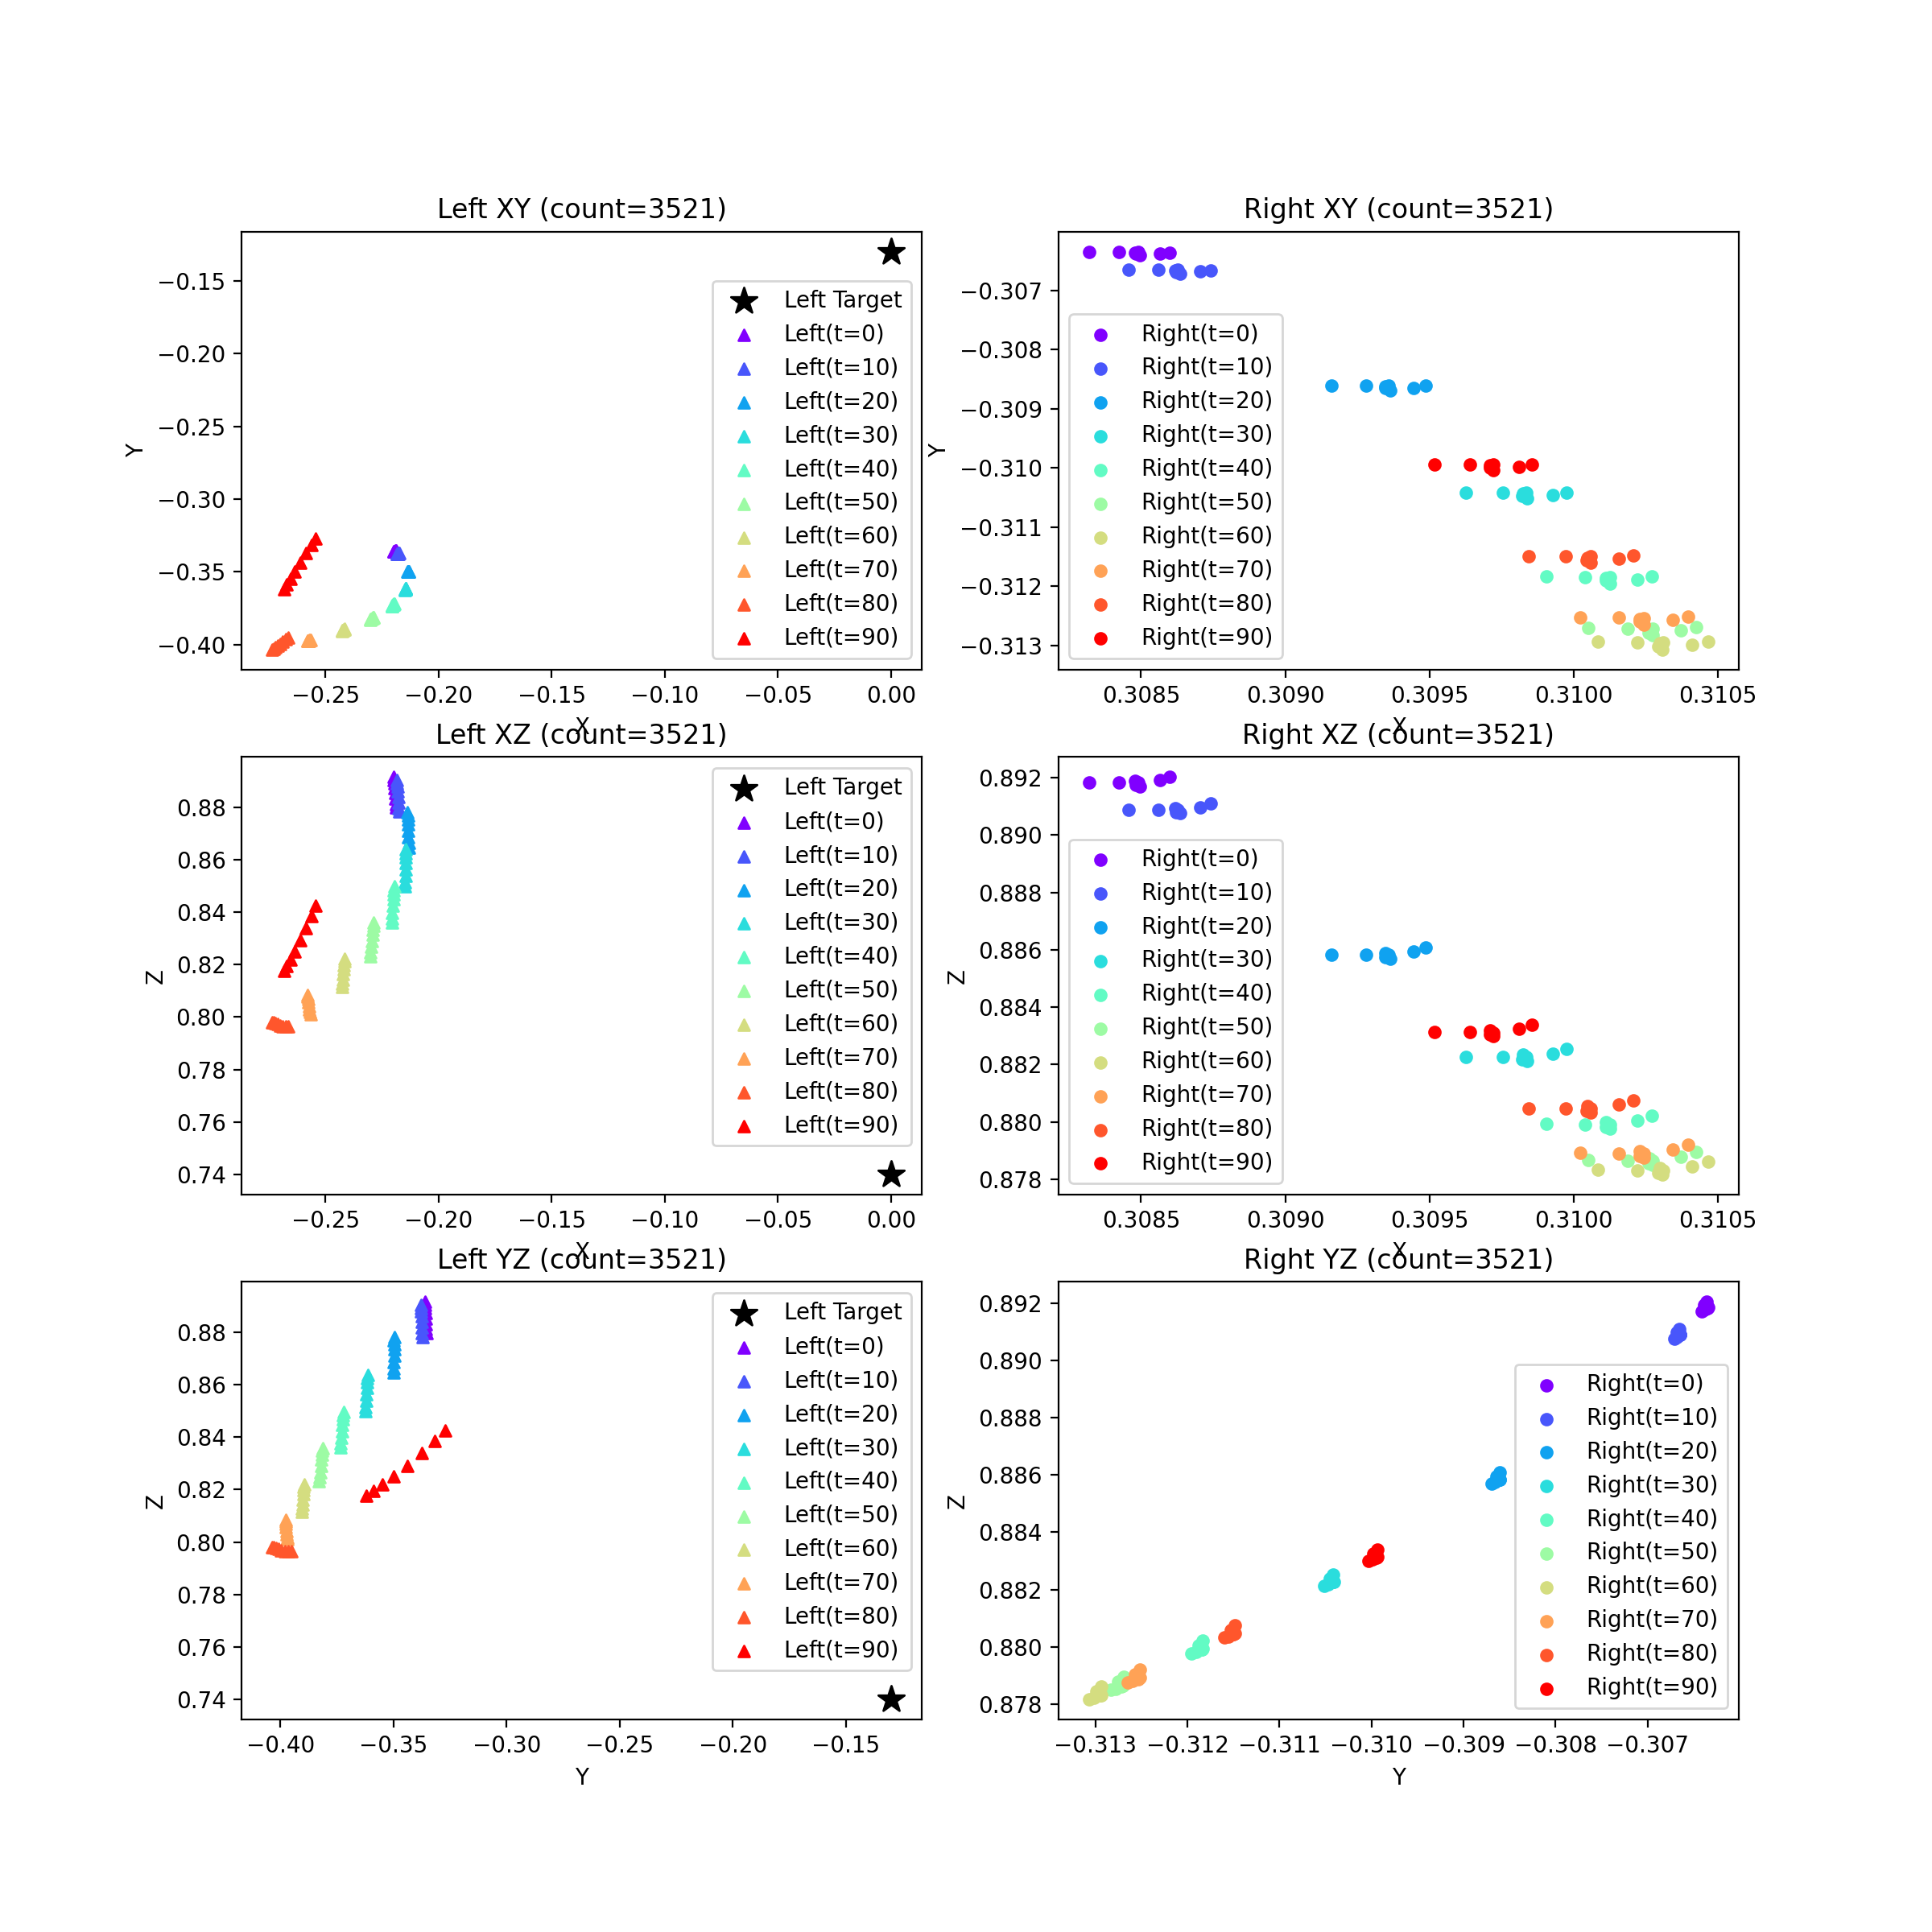 Left XY (count=3521)
Y
−0.15
−0.20
−0.25
−0.30
−0.35
−0.40
Left Target
Left(t=0)
Left(t=10)
Left(t=20)
Left(t=30)
Left(t=40)
Left(t=50)
Left(t=60)
Left(t=70)
Left(t=80)
Left(t=90)
−0.25 −0.20 −0.15 −0.10 −0.05 0.00
X
Right XY (count=3521)
Y
−0.307
−0.308
−0.309
−0.310
−0.311
−0.312
−0.313
Right(t=0)
Right(t=10)
Right(t=20)
Right(t=30)
Right(t=40)
Right(t=50)
Right(t=60)
Right(t=70)
Right(t=80)
Right(t=90)
0.3085 0.3090 0.3095 0.3100 0.3105
X
Left XZ (count=3521)
Z
0.88
0.86
0.84
0.82
0.80
0.78
0.76
0.74
Left Target
Left(t=0)
Left(t=10)
Left(t=20)
Left(t=30)
Left(t=40)
Left(t=50)
Left(t=60)
Left(t=70)
Left(t=80)
Left(t=90)
−0.25 −0.20 −0.15 −0.10 −0.05 0.00
X
Right XZ (count=3521)
Z
0.892
0.890
0.888
0.886
0.884
0.882
0.880
0.878
Right(t=0)
Right(t=10)
Right(t=20)
Right(t=30)
Right(t=40)
Right(t=50)
Right(t=60)
Right(t=70)
Right(t=80)
Right(t=90)
0.3085 0.3090 0.3095 0.3100 0.3105
X
Left YZ (count=3521)
Z
0.88
0.86
0.84
0.82
0.80
0.78
0.76
0.74
Left Target
Left(t=0)
Left(t=10)
Left(t=20)
Left(t=30)
Left(t=40)
Left(t=50)
Left(t=60)
Left(t=70)
Left(t=80)
Left(t=90)
−0.40 −0.35 −0.30 −0.25 −0.20 −0.15
Y
Right YZ (count=3521)
Z
0.892
0.890
0.888
0.886
0.884
0.882
0.880
0.878
Right(t=0)
Right(t=10)
Right(t=20)
Right(t=30)
Right(t=40)
Right(t=50)
Right(t=60)
Right(t=70)
Right(t=80)
Right(t=90)
−0.313 −0.312 −0.311 −0.310 −0.309 −0.308 −0.307
Y